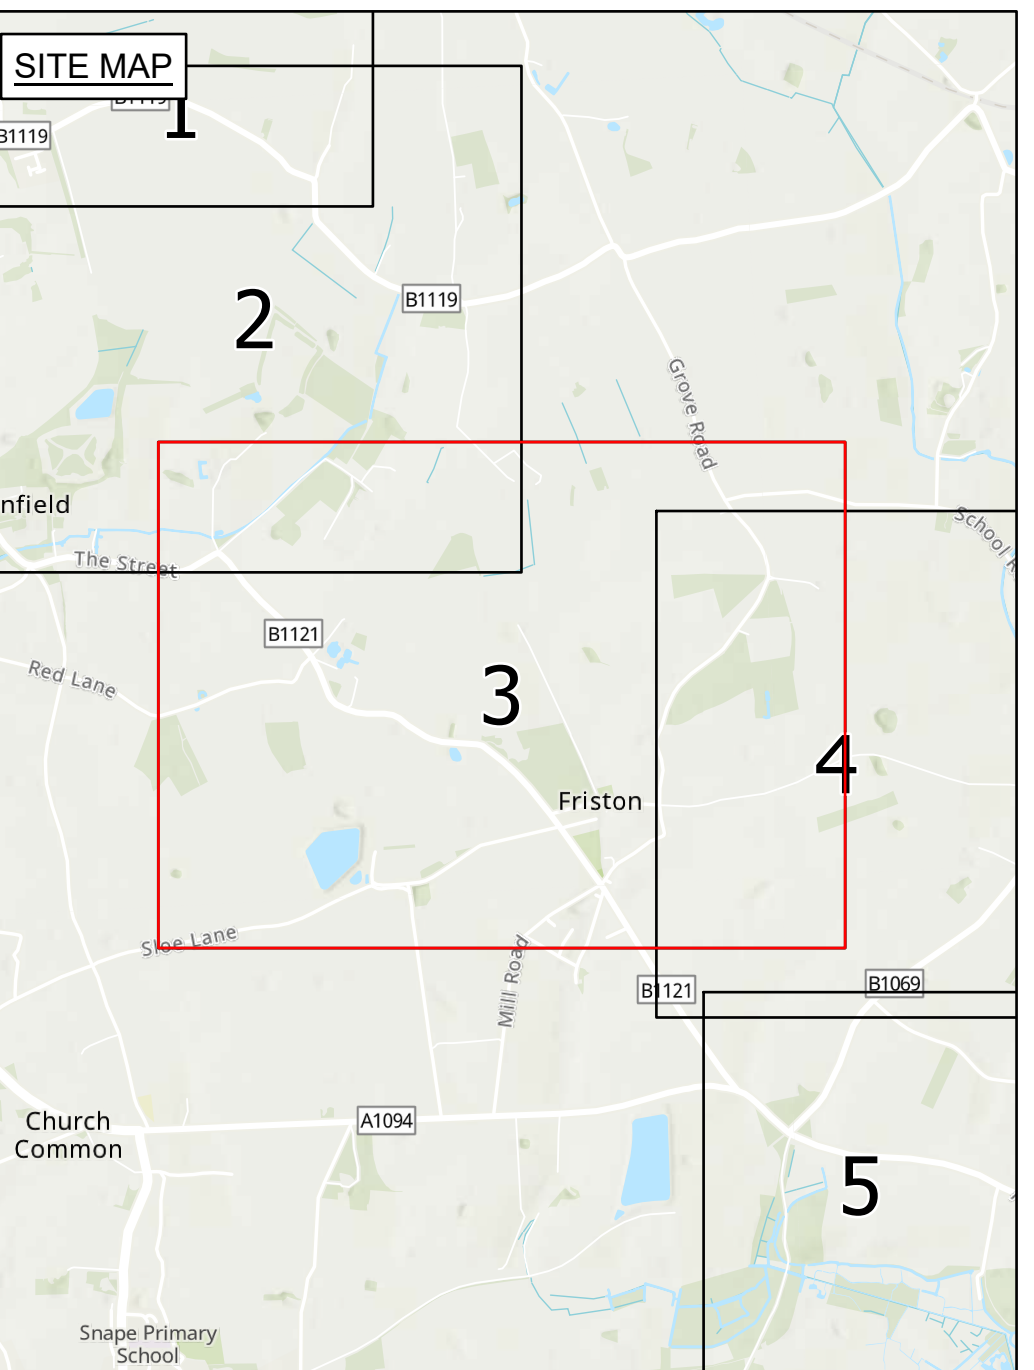 SITE MAP
B1119
1
B1119
2
B1119
Grove Road
nfield
The Street
School R
B1121
Red Lane
3
4
Friston
Sloe Lane
Mill Road
B1121
B1069
Church
Common
A1094
5
Snape Primary
School